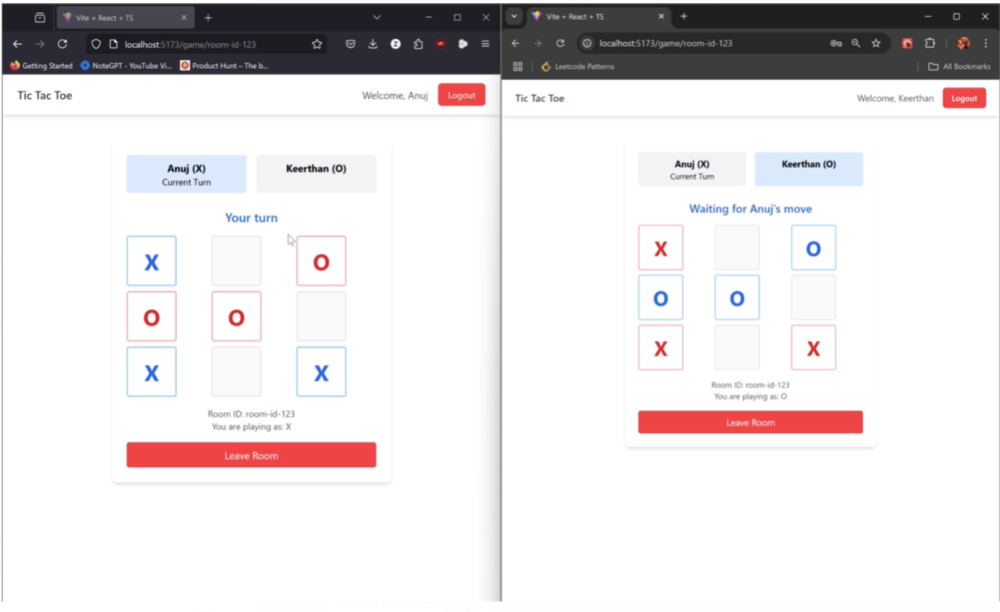 Vite + React + TS
localhost:5173/game/room-id-123
Getting Started NoteGPT - YouTube Vi... Product Hunt – The b...
Tic Tac Toe Welcome, Anuj Logout
Anuj (X) Keerthan (O)
Current Turn
Your turn
X O
O O
X X
Room ID: room-id-123
You are playing as: X
Leave Room
Vite + React + TS
localhost:5173/game/room-id-123
Leetcode Patterns All Bookmarks
Tic Tac Toe Welcome, Keerthan Logout
Anuj (X) Keerthan (O)
Current Turn
Waiting for Anuj's move
X O
O O
X X
Room ID: room-id-123
You are playing as: O
Leave Room